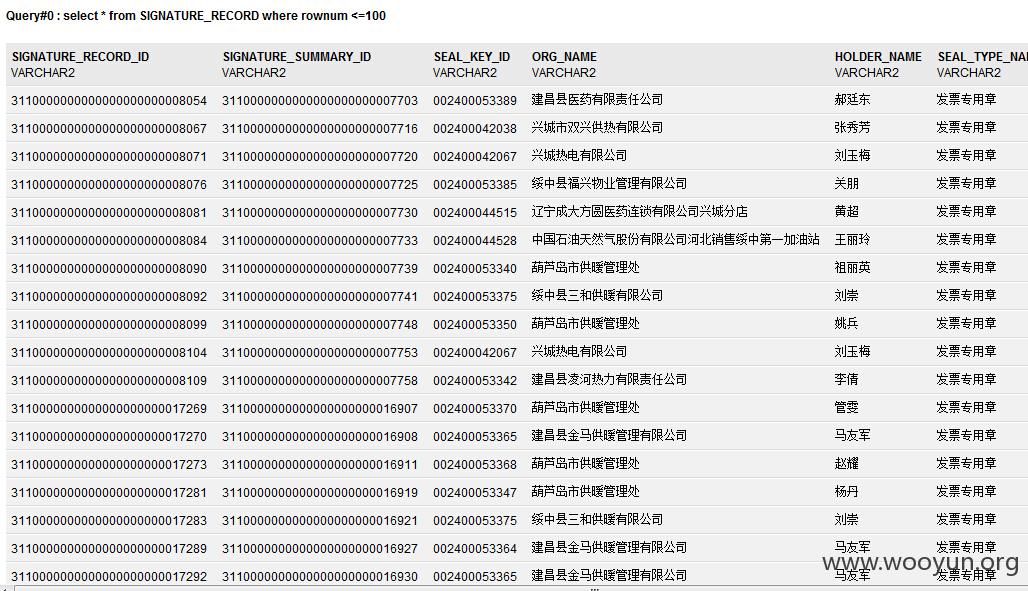 Query#0 : select * from SIGNATURE_RECORD where rownum <=100
SIGNATURE_RECORD_ID SIGNATURE_SUMMARY_ID SEAL_KEY_ID ORG_NAME HOLDER_NAME SEAL_TYPE_NA
VARCHAR2 VARCHAR2 VARCHAR2 VARCHAR2 VARCHAR2 VARCHAR2
3110000000000000000000008054 3110000000000000000000007703 002400053389 建昌县医药有限责任公司 郝廷东 发票专用章
3110000000000000000000008067 3110000000000000000000007716 002400042038 兴城市双兴供热有限公司 张秀芳 发票专用章
3110000000000000000000008071 3110000000000000000000007720 002400042067 兴城热电有限公司 刘玉梅 发票专用章
3110000000000000000000008076 3110000000000000000000007725 002400053385 绥中县福兴物业管理有限公司 关朋 发票专用章
3110000000000000000000008081 3110000000000000000000007730 002400044515 辽宁成大方圆医药连锁有限公司兴城分店 黄超 发票专用章
3110000000000000000000008084 3110000000000000000000007733 002400044528 中国石油天然气股份有限公司河北销售绥中第一加油站 王丽玲 发票专用章
3110000000000000000000008090 3110000000000000000000007739 002400053340 葫芦岛市供暖管理处 祖丽英 发票专用章
3110000000000000000000008092 3110000000000000000000007741 002400053375 绥中县三和供暖有限公司 刘崇 发票专用章
3110000000000000000000008099 3110000000000000000000007748 002400053350 葫芦岛市供暖管理处 姚兵 发票专用章
3110000000000000000000008104 3110000000000000000000007753 002400042067 兴城热电有限公司 刘玉梅 发票专用章
3110000000000000000000008109 3110000000000000000000007758 002400053342 建昌县凌河热力有限责任公司 李倩 发票专用章
3110000000000000000000017269 3110000000000000000000016907 002400053370 葫芦岛市供暖管理处 管雯 发票专用章
3110000000000000000000017270 3110000000000000000000016908 002400053365 建昌县金马供暖管理有限公司 马友军 发票专用章
3110000000000000000000017273 3110000000000000000000016911 002400053368 葫芦岛市供暖管理处 赵耀 发票专用章
3110000000000000000000017281 3110000000000000000000016919 002400053347 葫芦岛市供暖管理处 杨丹 发票专用章
3110000000000000000000017283 3110000000000000000000016921 002400053375 绥中县三和供暖有限公司 刘崇 发票专用章
3110000000000000000000017289 3110000000000000000000016927 002400053364 建昌县金马供暖管理有限公司 马友军 发票专用章
www.wooyun.org
3110000000000000000000017292 3110000000000000000000016930 002400053365 建昌县金马供暖管理有限公司 马友军 发票专用章